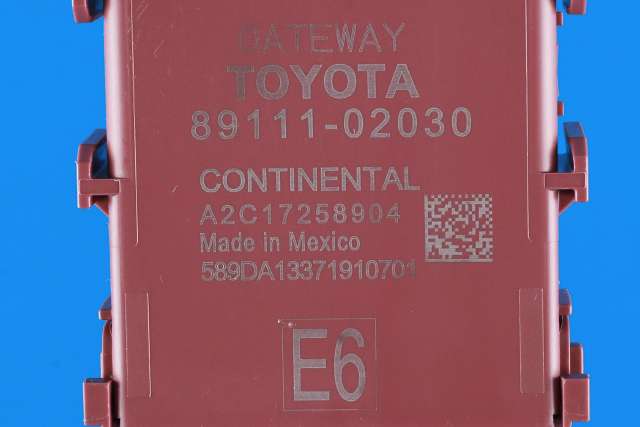 GATEWAY
TOYOTA
89111-02030
CONTINENTAL
A2C17258904
Made in Mexico
589DA13371910701
E6